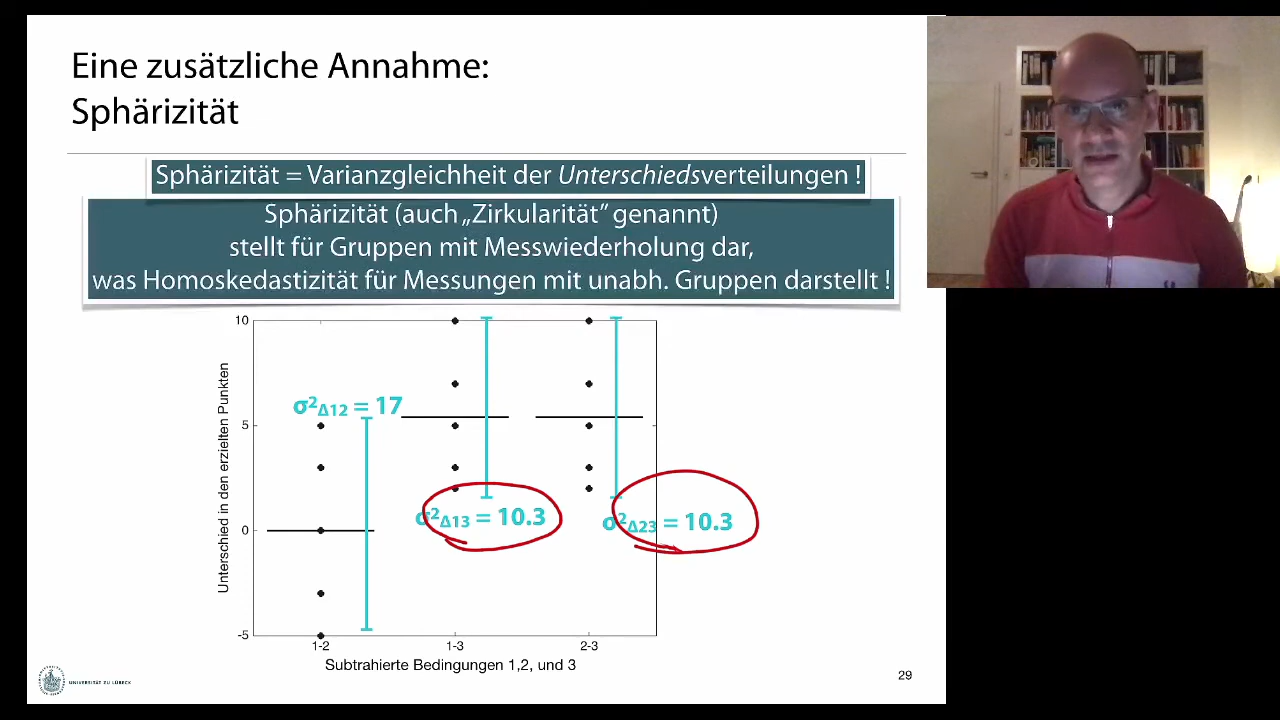 Eine zusätzliche Annahme:
Sphärizität
Sphärizität = Varianzgleichheit der Unterschiedsverteilungen !
Sphärizität (auch „Zirkularität” genannt)
stellt für Gruppen mit Messwiederholung dar,
was Homoskedastizität für Messungen mit unabh. Gruppen darstellt !
Unterschied in den erzielten Punkten
10
5
0
-5
σ²Δ12 = 17
σ²Δ13 = 10.3
σ²Δ23 = 10.3
1-2
1-3
2-3
Subtrahierte Bedingungen 1,2, und 3
UNIVERSITÄT ZU LÜBECK
29